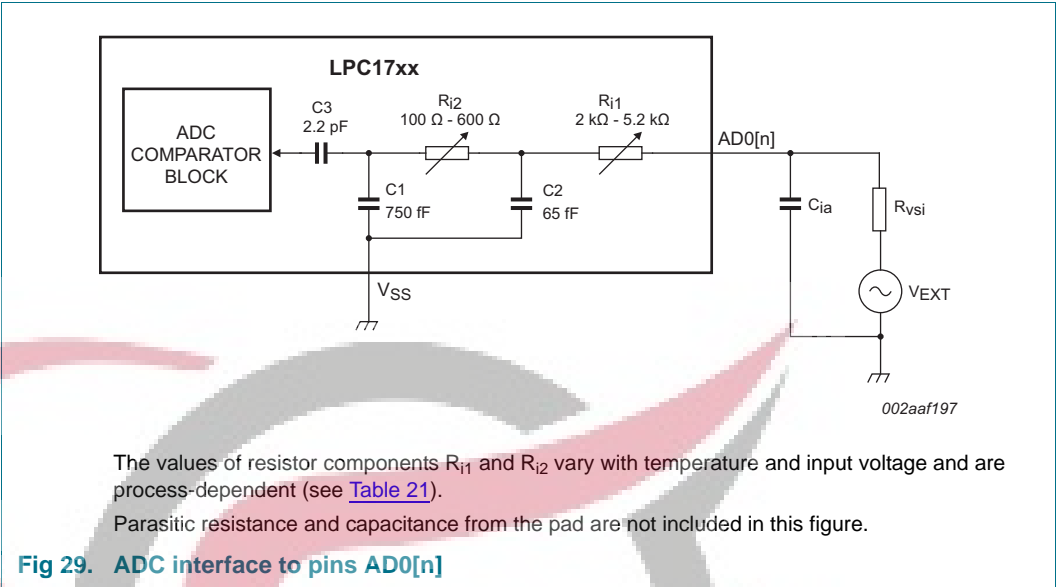 LPC17xx
ADC
COMPARATOR
BLOCK
C3
2.2 pF
Ri2
100 Ω - 600 Ω
Ri1
2 kΩ - 5.2 kΩ
AD0[n]
C1
750 fF
C2
65 fF
Cia
Rvsi
VSS
VEXT
002aaf197
The values of resistor components Ri1 and Ri2 vary with temperature and input voltage and are
process-dependent (see Table 21).
Parasitic resistance and capacitance from the pad are not included in this figure.
Fig 29. ADC interface to pins AD0[n]